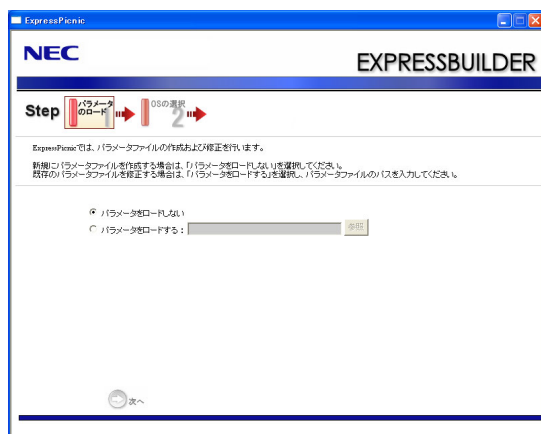 ExpressPicnic
NEC
EXPRESSBUILDER
Step パラメータのロード 1 OSの選択 2
ExpressPicnicでは、パラメータファイルの作成および修正を行います。
新規にパラメータファイルを作成する場合は、「パラメータをロードしない」を選択してください。
既存のパラメータファイルを修正する場合は、「パラメータをロードする」を選択し、パラメータファイルのパスを入力してください。
パラメータをロードしない
パラメータをロードする：
参照
次へ